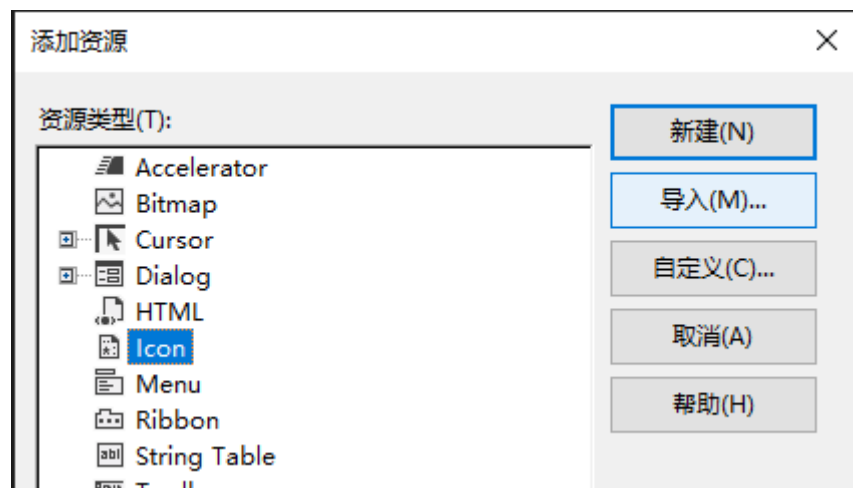 添加资源
资源类型(T):
Accelerator
Bitmap
Cursor
Dialog
HTML
Icon
Menu
Ribbon
String Table
新建(N)
导入(M)...
自定义(C)...
取消(A)
帮助(H)